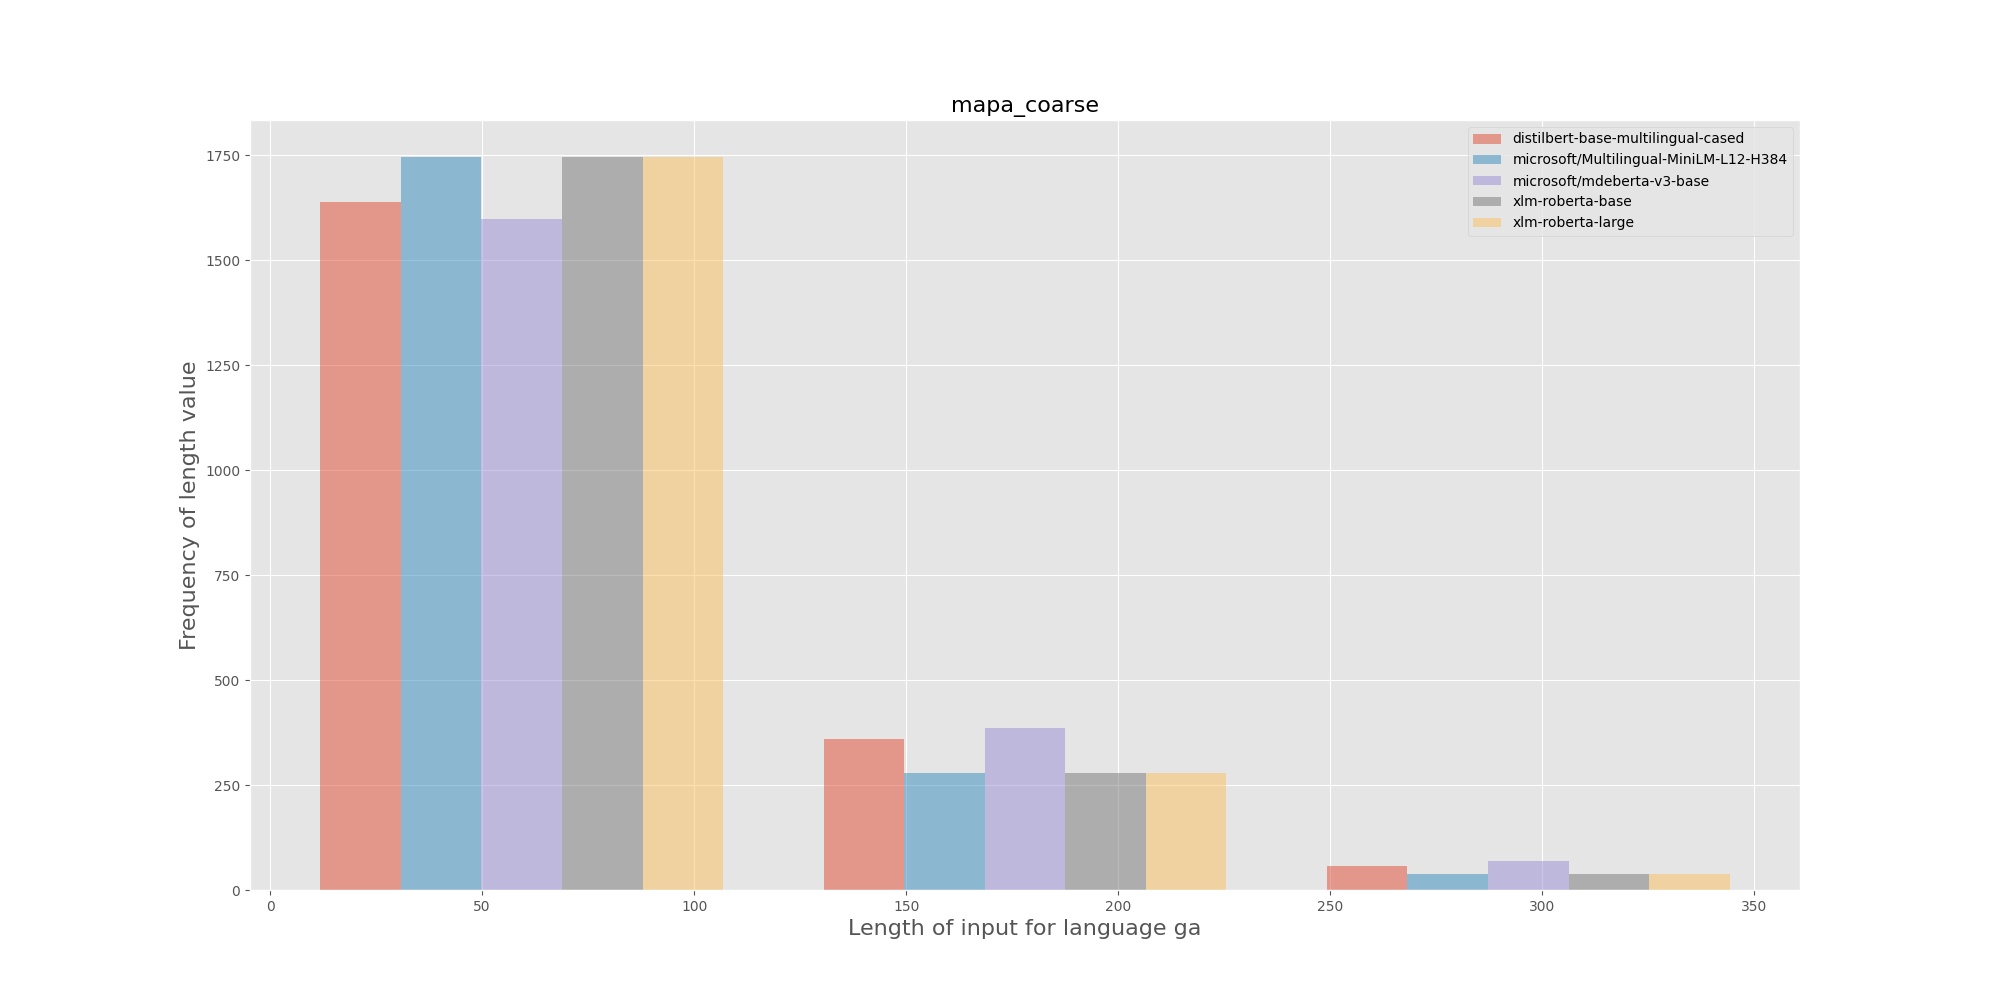 mapa_coarse
distilbert-base-multilingual-cased
microsoft/Multilingual-MiniLM-L12-H384
microsoft/mdeberta-v3-base
xlm-roberta-base
xlm-roberta-large
Frequency of length value
1750
1500
1250
1000
750
500
250
0
0 50 100 150 200 250 300 350
Length of input for language ga